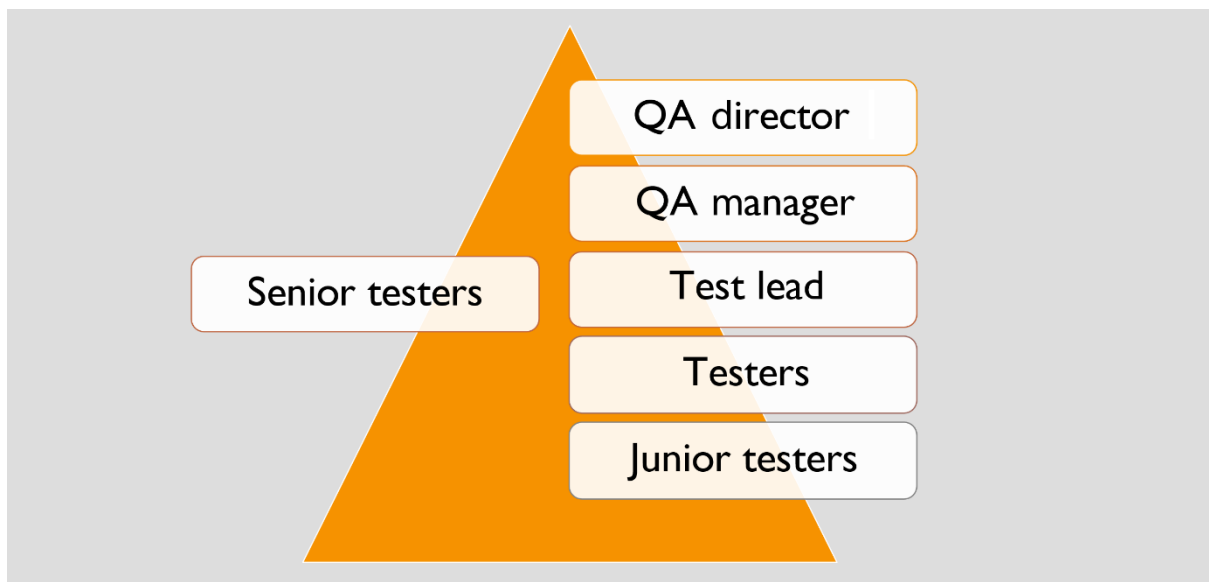 QA director
QA manager
Senior testers
Test lead
Testers
Junior testers